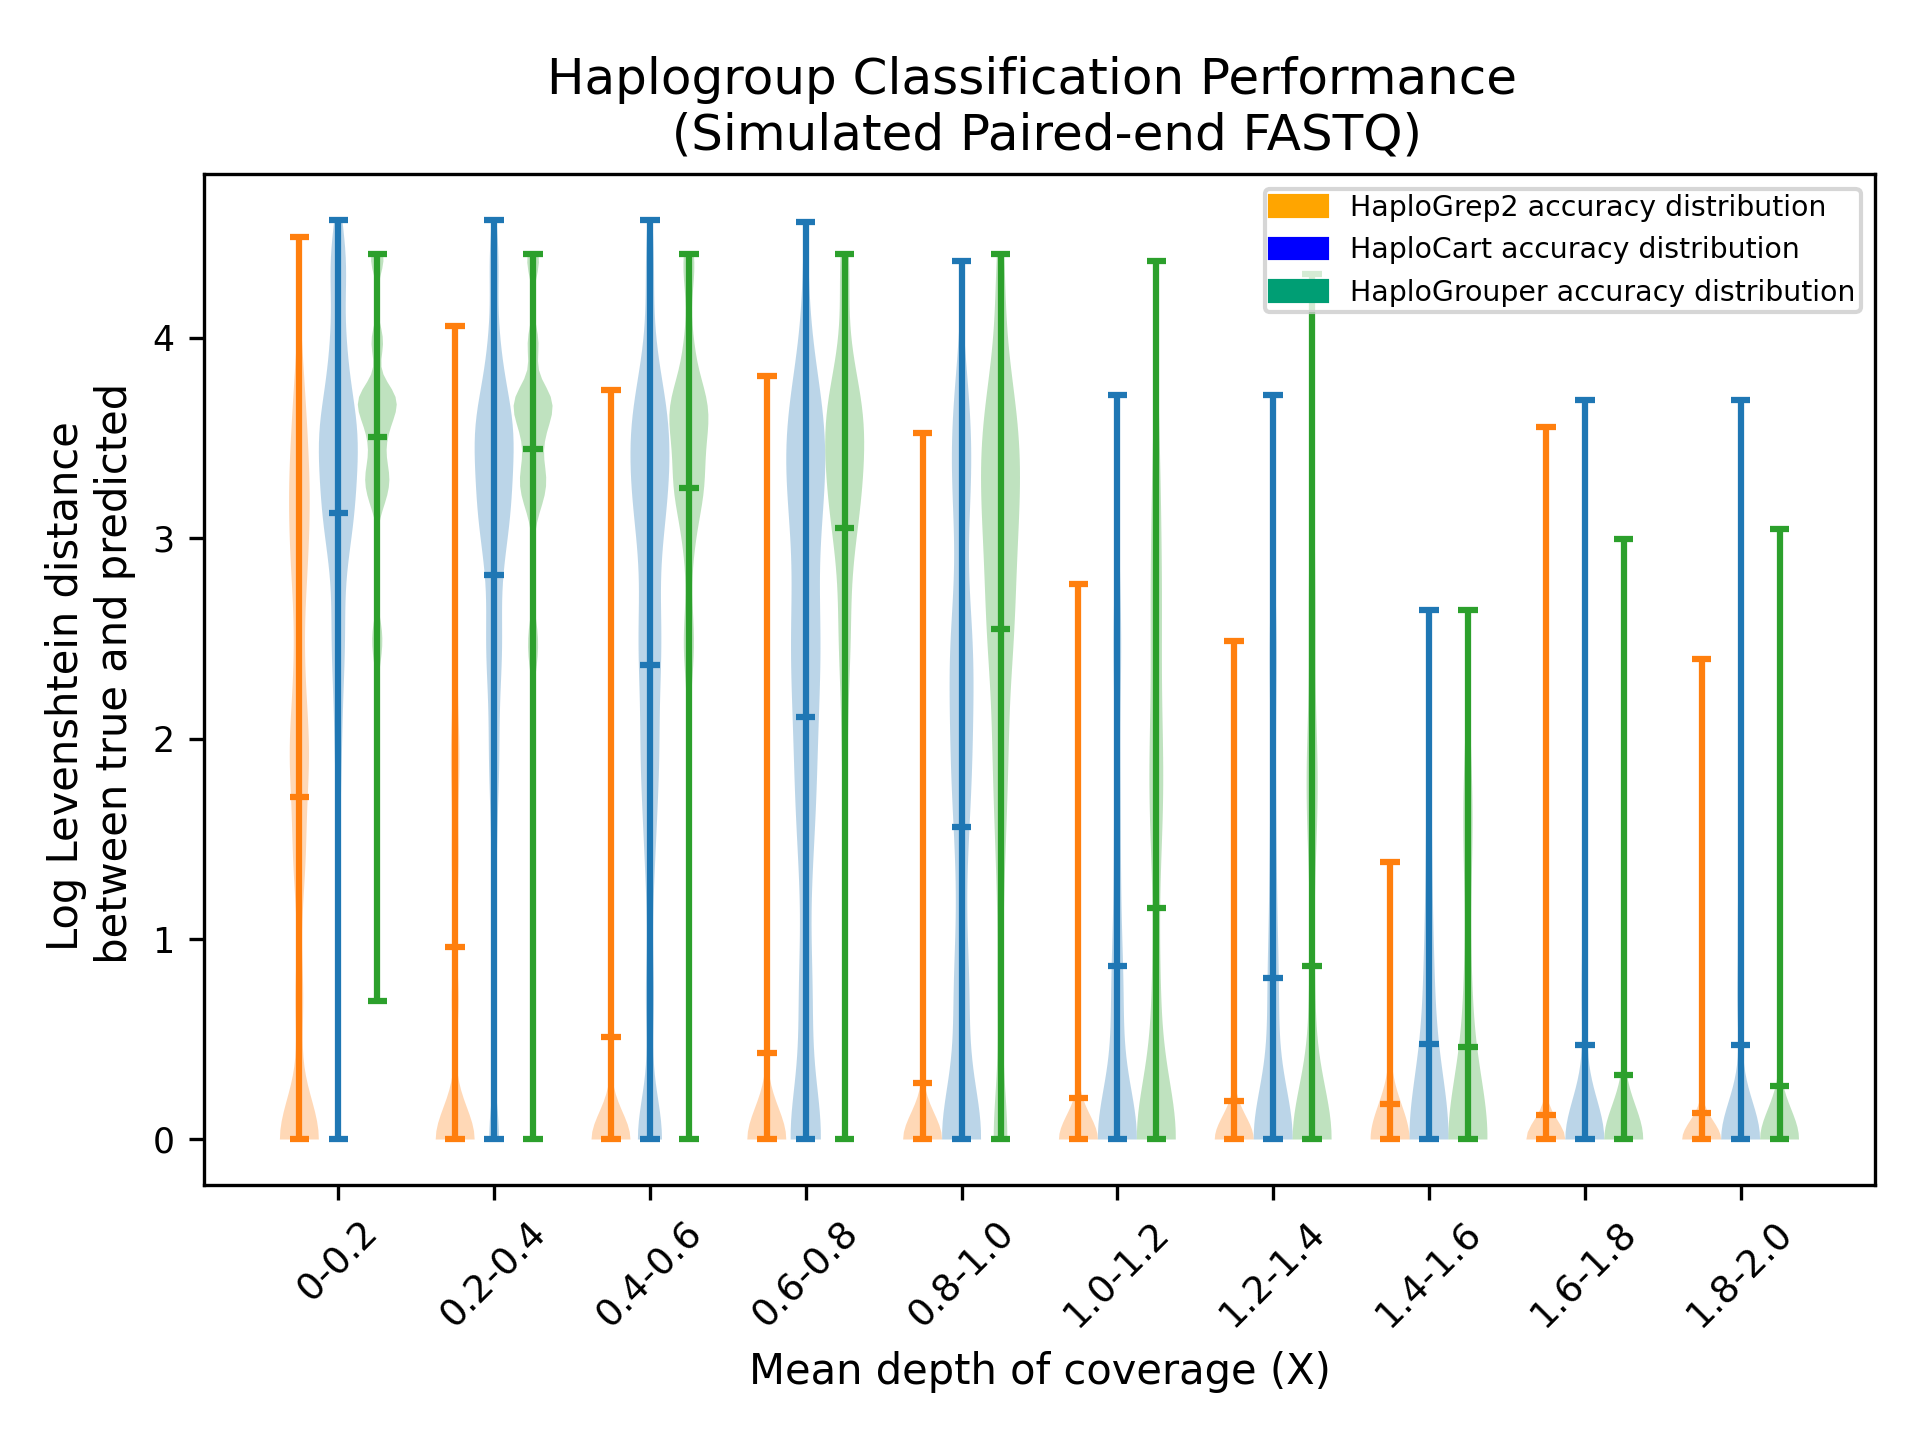 Haplogroup Classification Performance
(Simulated Paired-end FASTQ)
HaploGrep2 accuracy distribution
HaploCart accuracy distribution
HaploGrouper accuracy distribution
Log Levenshtein distance
between true and predicted
4
3
2
1
0
0-0.2
0.2-0.4
0.4-0.6
0.6-0.8
0.8-1.0
1.0-1.2
1.2-1.4
1.4-1.6
1.6-1.8
1.8-2.0
Mean depth of coverage (X)